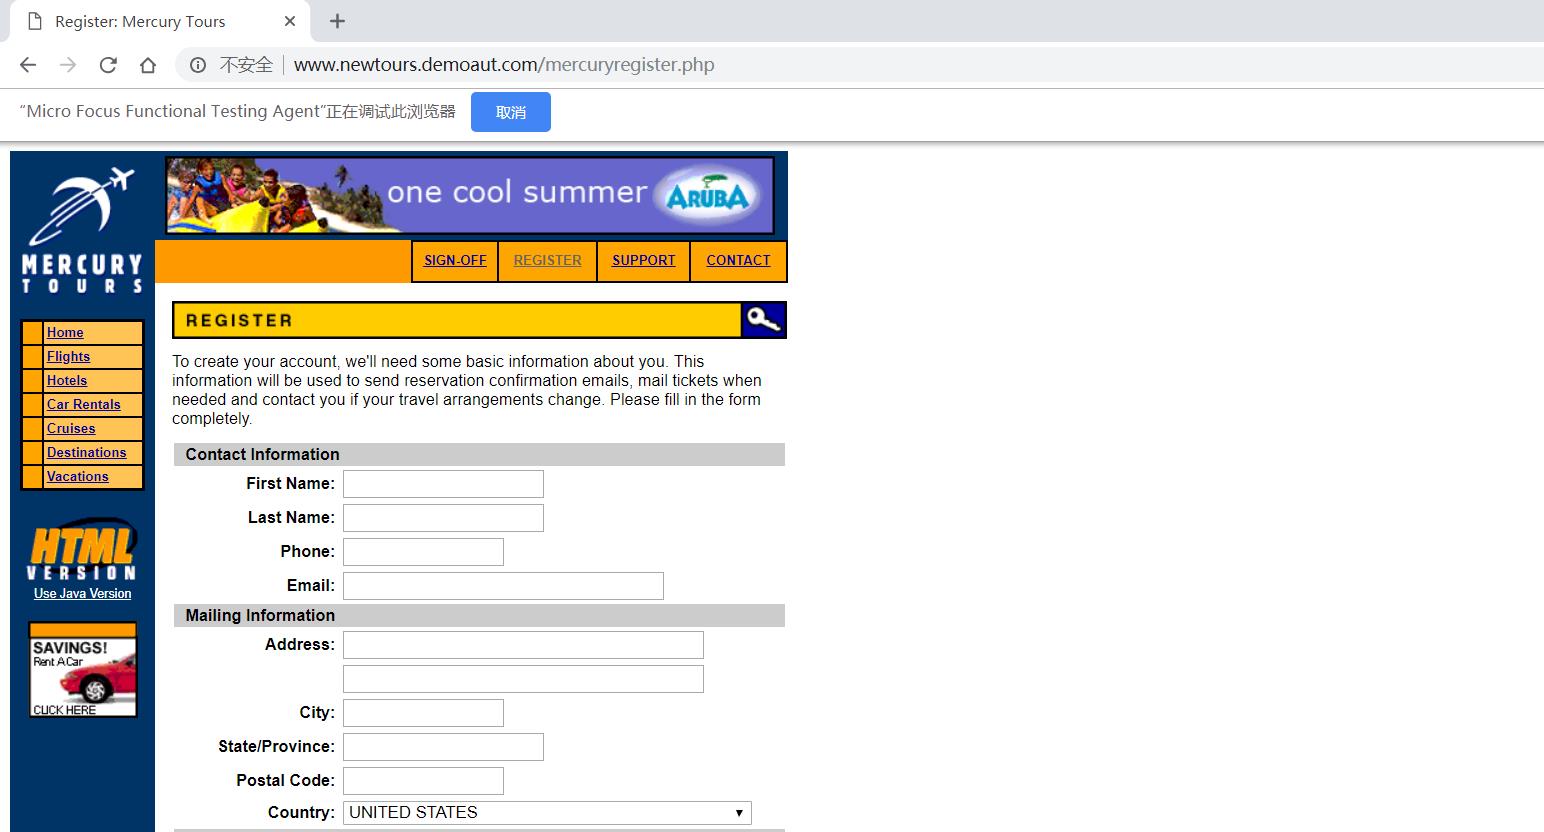 Register: Mercury Tours
不安全 www.newtours.demoaut.com/mercuryregister.php
“Micro Focus Functional Testing Agent”正在调试此浏览器 取消
one cool summer ARUBA
MERCURY
TOURS
SIGN-OFF REGISTER SUPPORT CONTACT
Home
Flights
Hotels
Car Rentals
Cruises
Destinations
Vacations
HTML
VERSION
Use Java Version
SAVINGS!
Rent A Car
CLICK HERE
REGISTER
To create your account, we'll need some basic information about you. This
information will be used to send reservation confirmation emails, mail tickets when
needed and contact you if your travel arrangements change. Please fill in the form
completely.
Contact Information
First Name:
Last Name:
Phone:
Email:
Mailing Information
Address:
City:
State/Province:
Postal Code:
Country: UNITED STATES